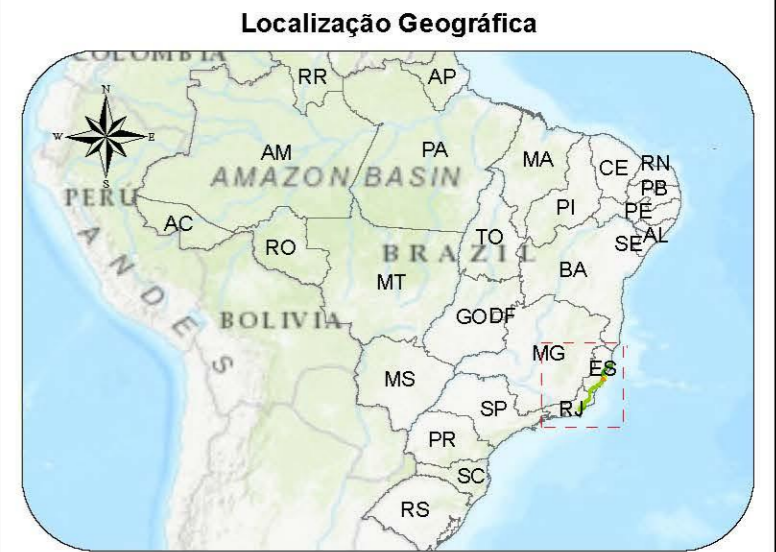 Localização Geográfica
COLOMBIA
RR
AP
N
W
E
S
AM
PA
MA
CE
RN
PB
AMAZON BASIN
PERÚ
PI
PE
AC
TO
SE
AL
RO
BRAZIL
BA
MT
ANDES
BOLIVIA
GO
DF
MG
ES
MS
SP
RJ
PR
SC
RS